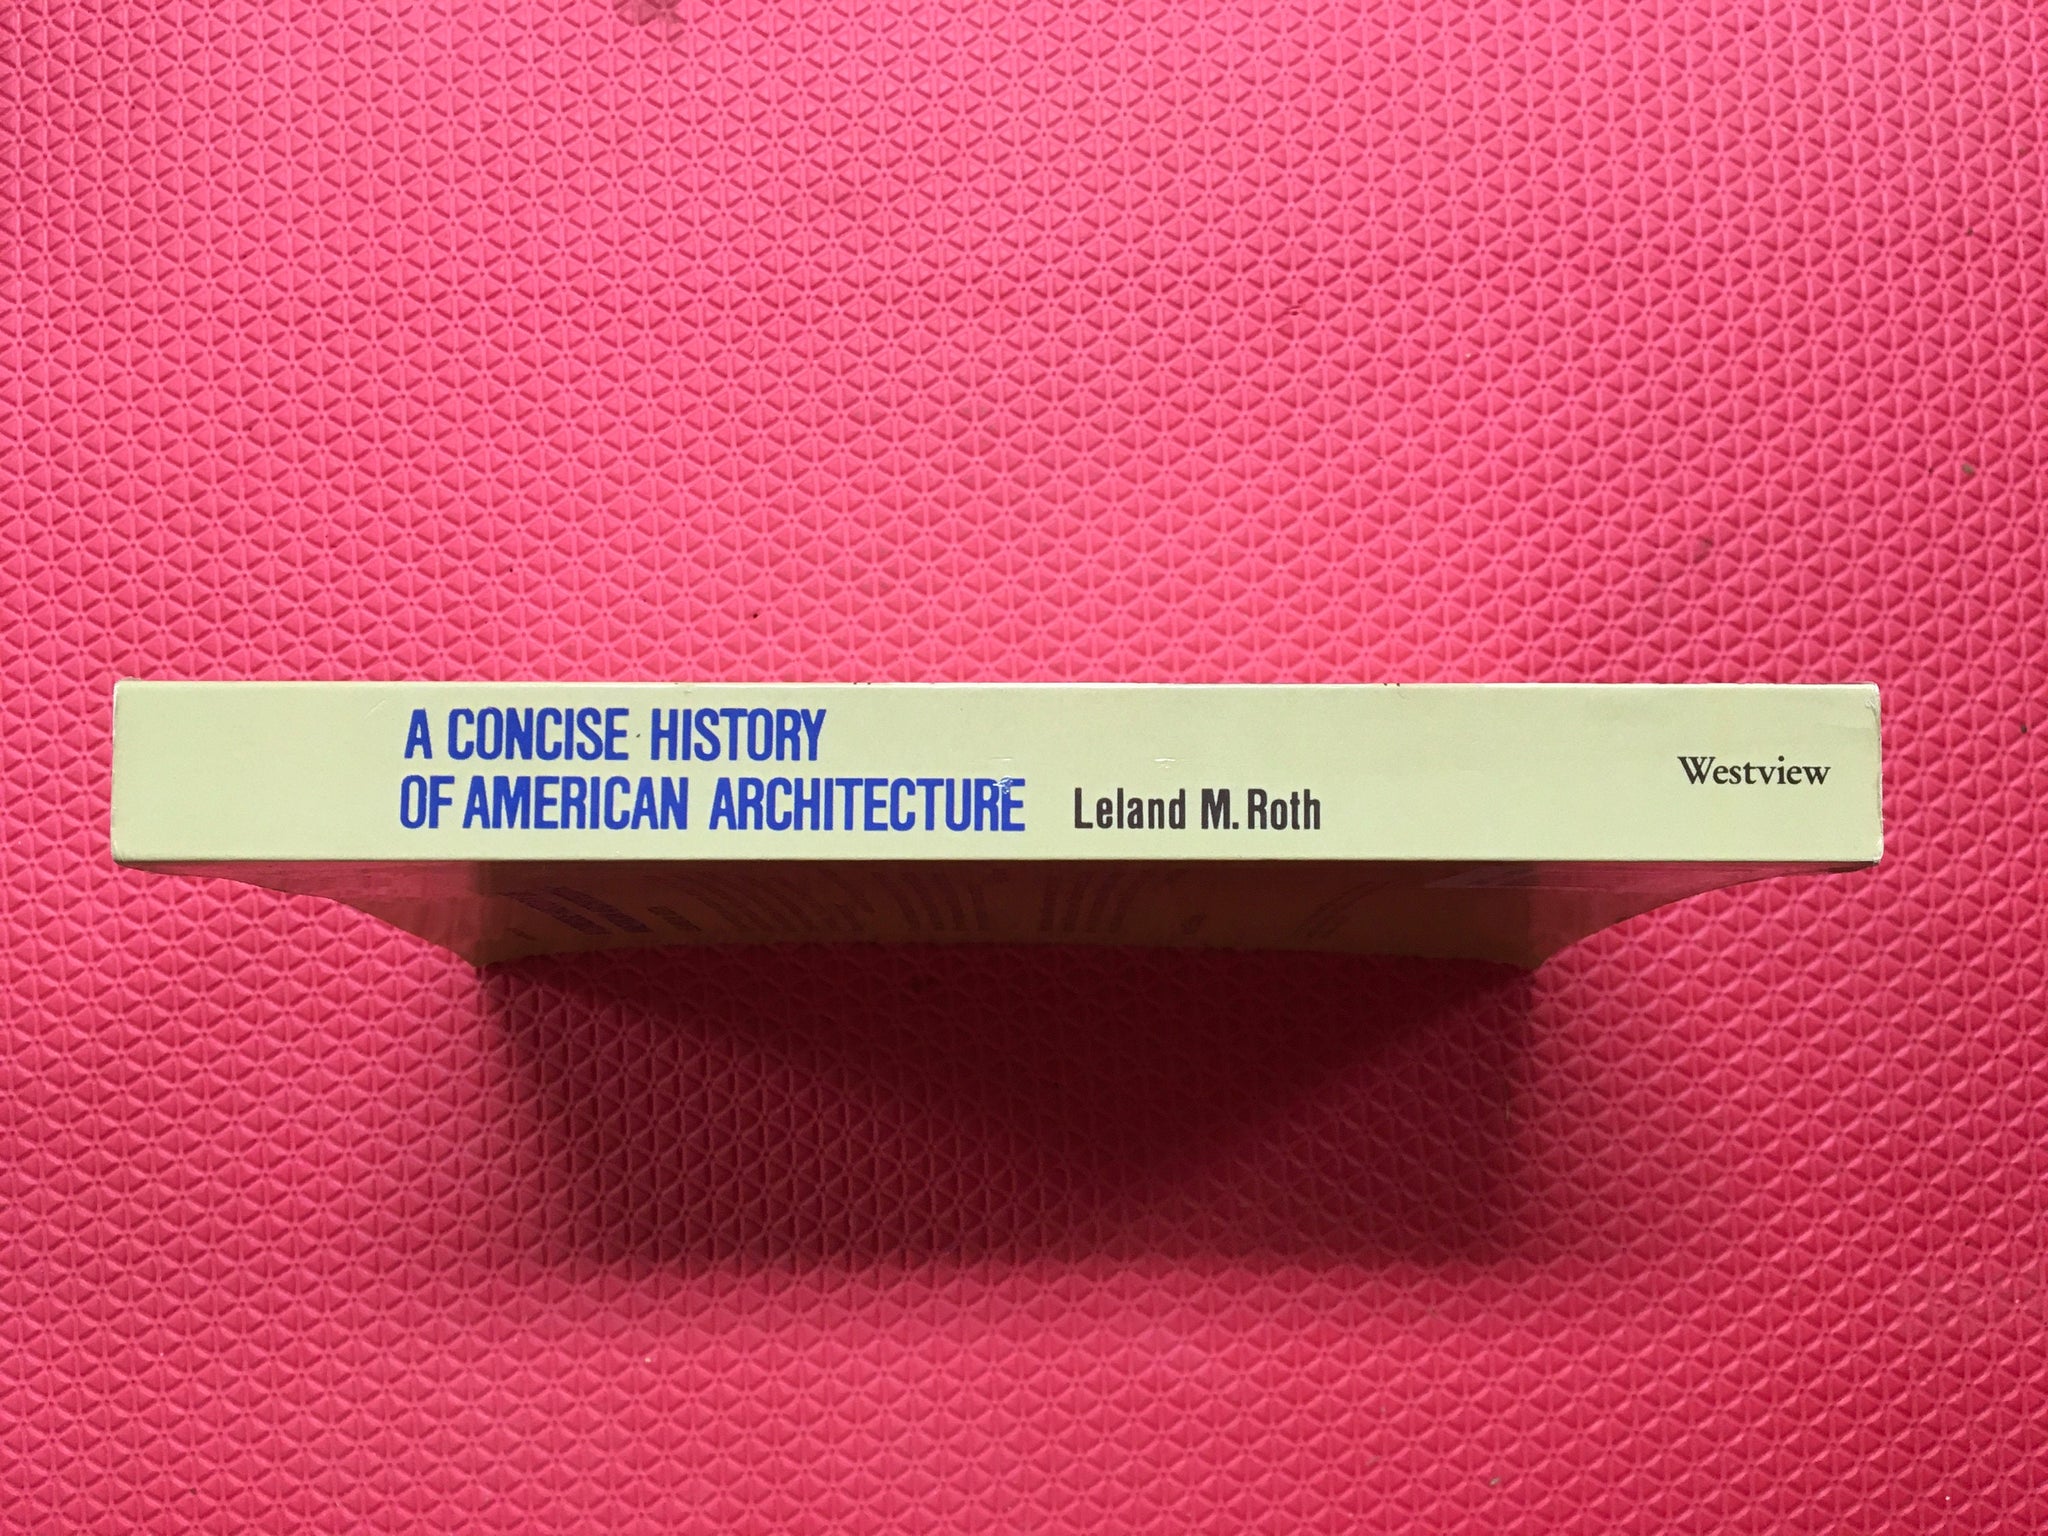 A CONCISE HISTORY
OF AMERICAN ARCHITECTURE
Leland M. Roth
Westview